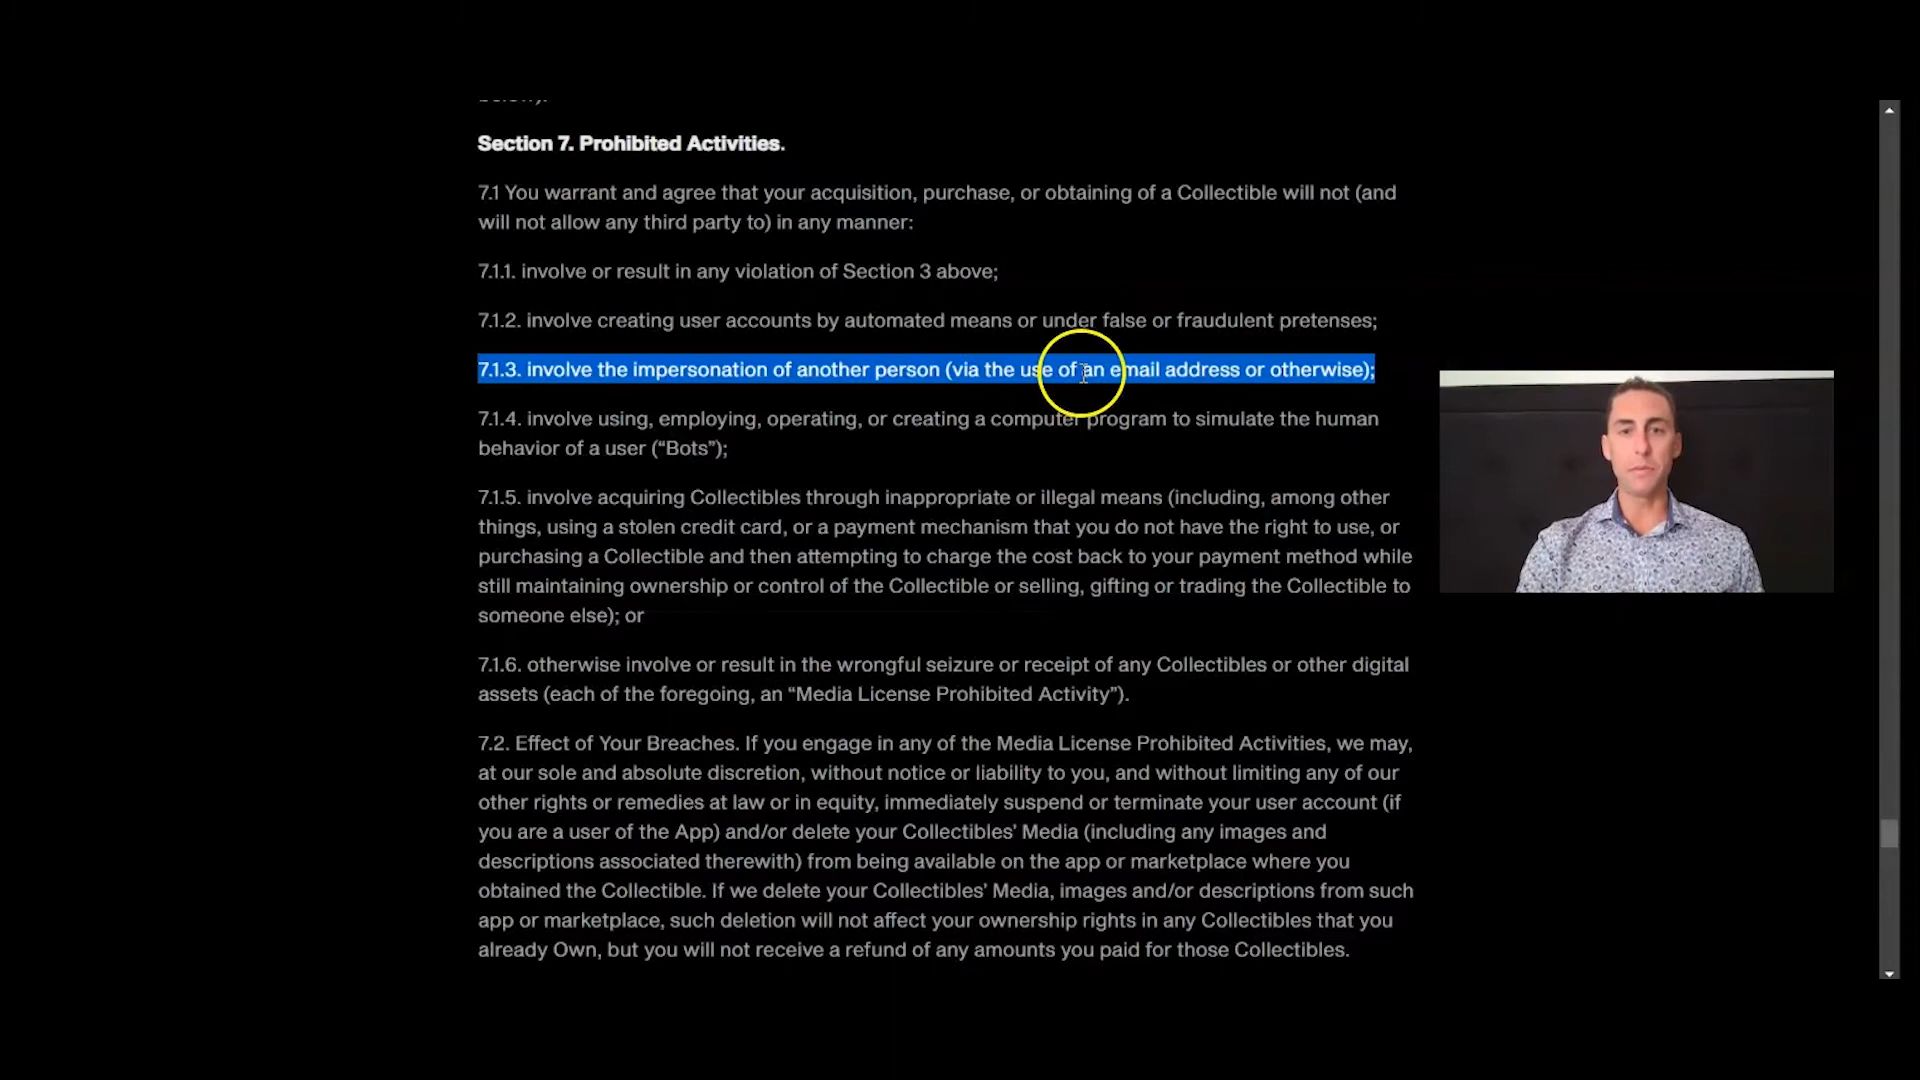 Section 7. Prohibited Activities.
7.1 You warrant and agree that your acquisition, purchase, or obtaining of a Collectible will not (and
will not allow any third party to) in any manner:
7.1.1. involve or result in any violation of Section 3 above;
7.1.2. involve creating user accounts by automated means or under false or fraudulent pretenses;
7.1.3. involve the impersonation of another person (via the use of an email address or otherwise);
7.1.4. involve using, employing, operating, or creating a computer program to simulate the human
behavior of a user (“Bots”);
7.1.5. involve acquiring Collectibles through inappropriate or illegal means (including, among other
things, using a stolen credit card, or a payment mechanism that you do not have the right to use, or
purchasing a Collectible and then attempting to charge the cost back to your payment method while
still maintaining ownership or control of the Collectible or selling, gifting or trading the Collectible to
someone else); or
7.1.6. otherwise involve or result in the wrongful seizure or receipt of any Collectibles or other digital
assets (each of the foregoing, an “Media License Prohibited Activity”).
7.2. Effect of Your Breaches. If you engage in any of the Media License Prohibited Activities, we may,
at our sole and absolute discretion, without notice or liability to you, and without limiting any of our
other rights or remedies at law or in equity, immediately suspend or terminate your user account (if
you are a user of the App) and/or delete your Collectibles’ Media (including any images and
descriptions associated therewith) from being available on the app or marketplace where you
obtained the Collectible. If we delete your Collectibles’ Media, images and/or descriptions from such
app or marketplace, such deletion will not affect your ownership rights in any Collectibles that you
already Own, but you will not receive a refund of any amounts you paid for those Collectibles.